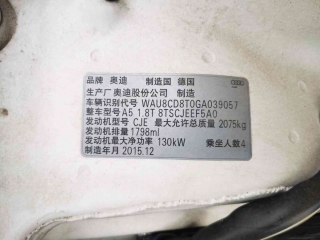 品牌 奥迪 制造国 德国
生产厂 奥迪股份公司 制造
车辆识别代号 WAU8CD8T0GA039057
整车型号 A5 1.8T 8TSCJEEF5A0
发动机型号 CJE 最大允许总质量 2075kg
发动机排量 1798ml
发动机最大净功率 130kW 乘坐人数 4
制造年月 2015.12